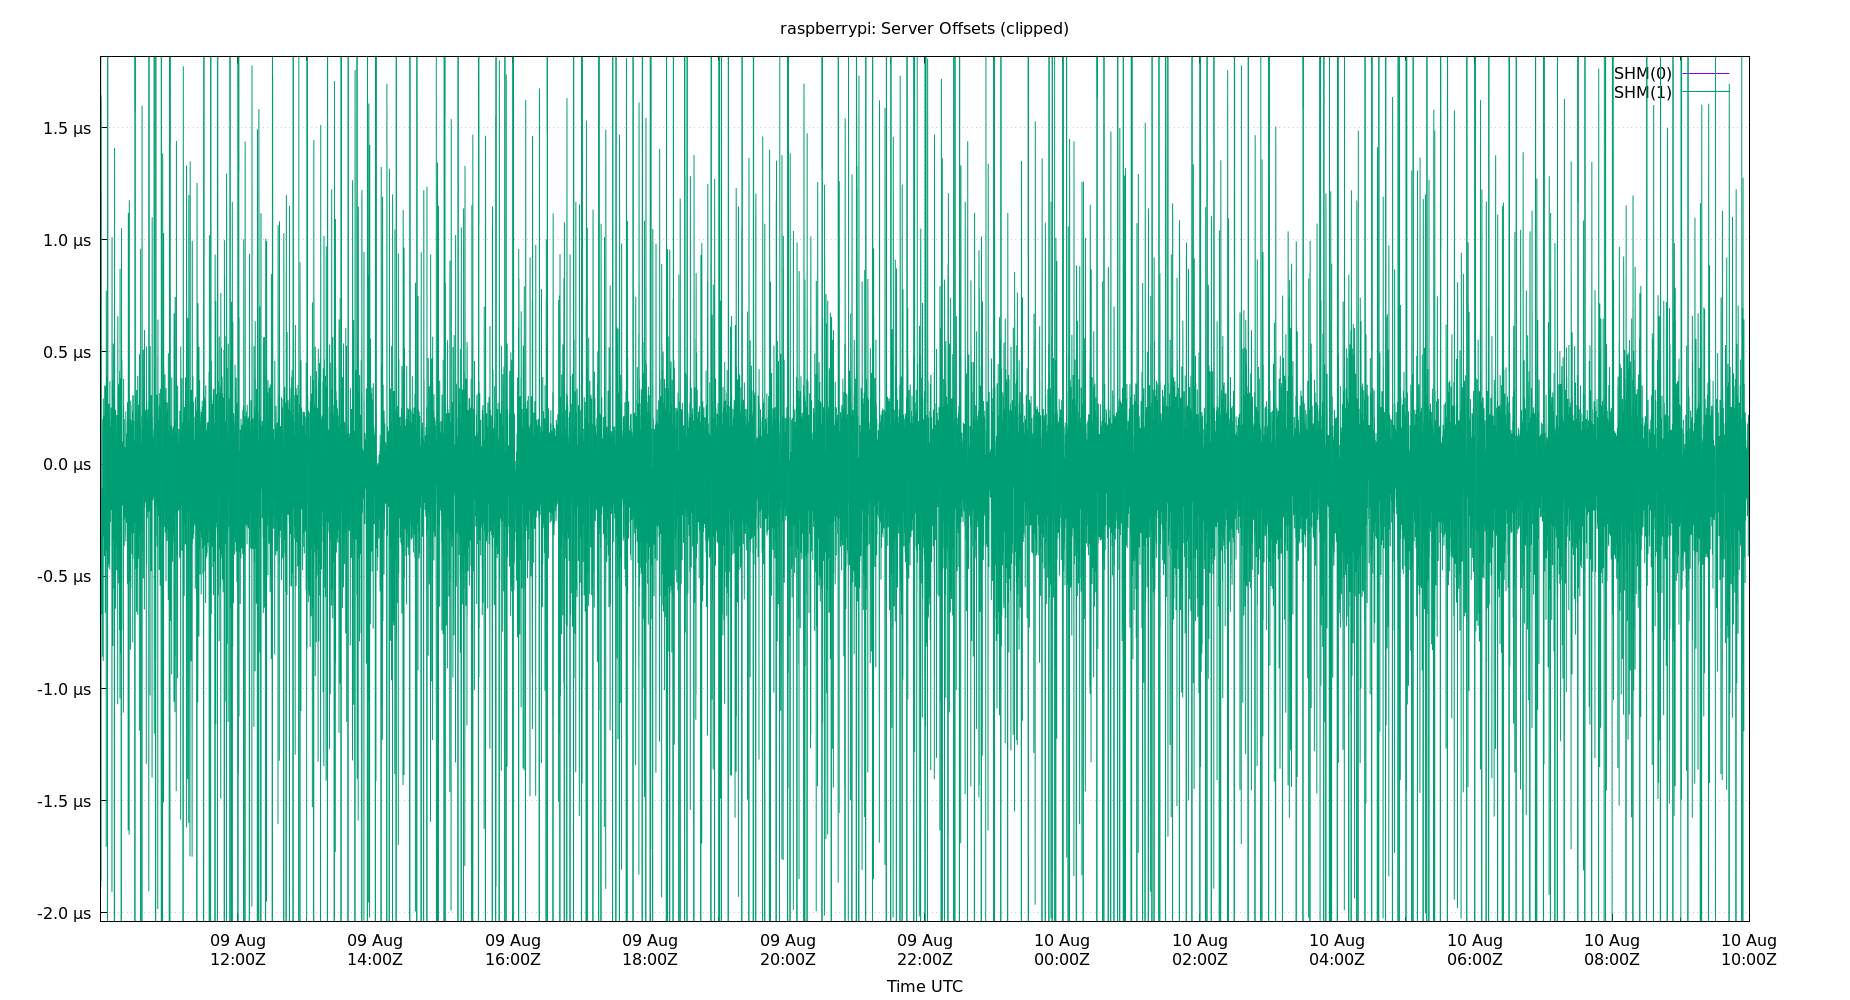 raspberrypi: Server Offsets (clipped)
SHM(0)
SHM(1)
1.5 µs
1.0 µs
0.5 µs
0.0 µs
-0.5 µs
-1.0 µs
-1.5 µs
-2.0 µs
09 Aug 09 Aug 09 Aug 09 Aug 09 Aug 09 Aug 10 Aug 10 Aug 10 Aug 10 Aug 10 Aug 10 Aug
12:00Z 14:00Z 16:00Z 18:00Z 20:00Z 22:00Z 00:00Z 02:00Z 04:00Z 06:00Z 08:00Z 10:00Z
Time UTC